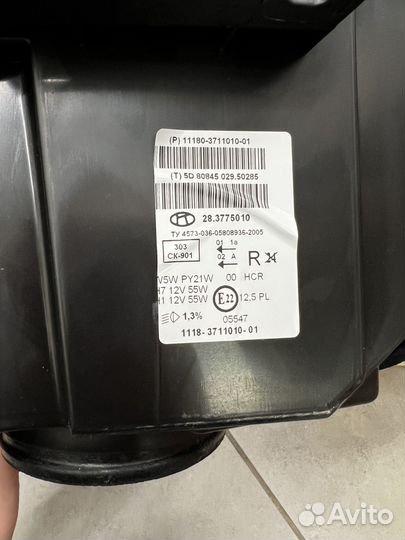 (P) 11180-3711010-01
(T) 5D 80845 029.50285
28.3775010
ТУ 4573-036-05808936-2005
303 01 1a
СК-901 02 A R
W5W PY21W 00 HCR
H7 12V 55W
H1 12V 55W E22 12,5 PL
1,3% 05547
1118-3711010-01
Avito